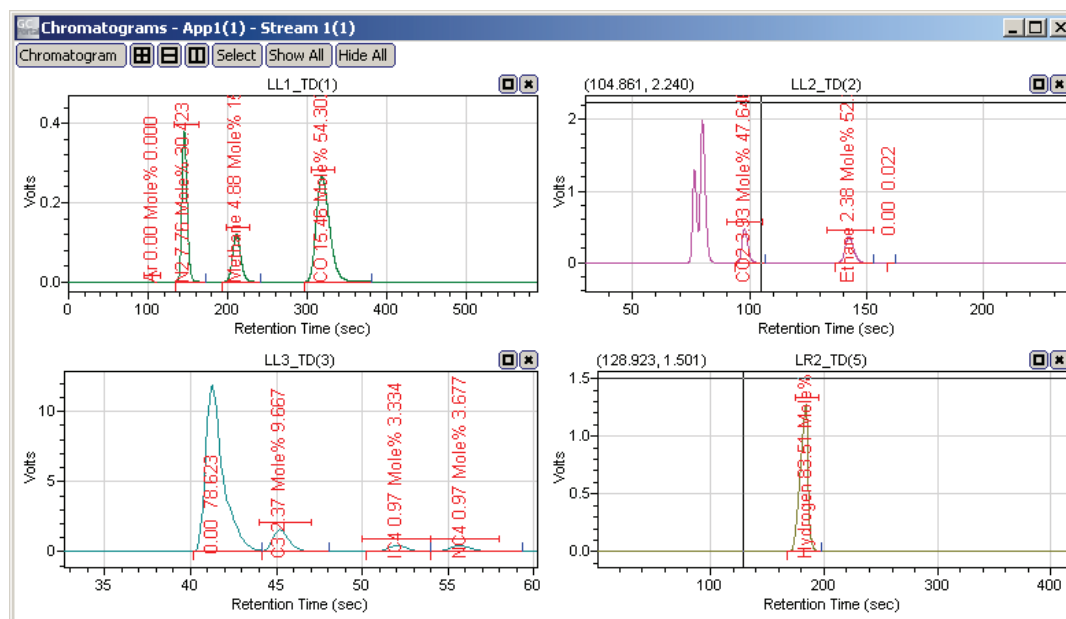 Chromatograms - App1(1) - Stream 1(1)
Chromatogram Select Show All Hide All
LL1_TD(1)
0.4
0.2
0.0
Volts
Ar 0.00 Mole% 0.000
N2 7.76 Mole%
Methane 4.88 Mole% 15
CO 15.46 Mole% 54.30
0 100 200 300 400 500
Retention Time (sec)
(104.861, 2.240) LL2_TD(2)
2
1
0
Volts
CO2 3.93 Mole% 47.64
Ethane 2.38 Mole% 52.
0.00 0.022
50 100 150 200
Retention Time (sec)
LL3_TD(3)
10
5
0
Volts
0.00 78.623
C3 2.37 Mole% 9.667
IC4 0.97 Mole% 3.334
NC4 0.97 Mole% 3.677
35 40 45 50 55 60
Retention Time (sec)
(128.923, 1.501) LR2_TD(5)
1.5
1.0
0.5
0.0
Volts
Hydrogen 63.51 Mole%
100 200 300 400
Retention Time (sec)